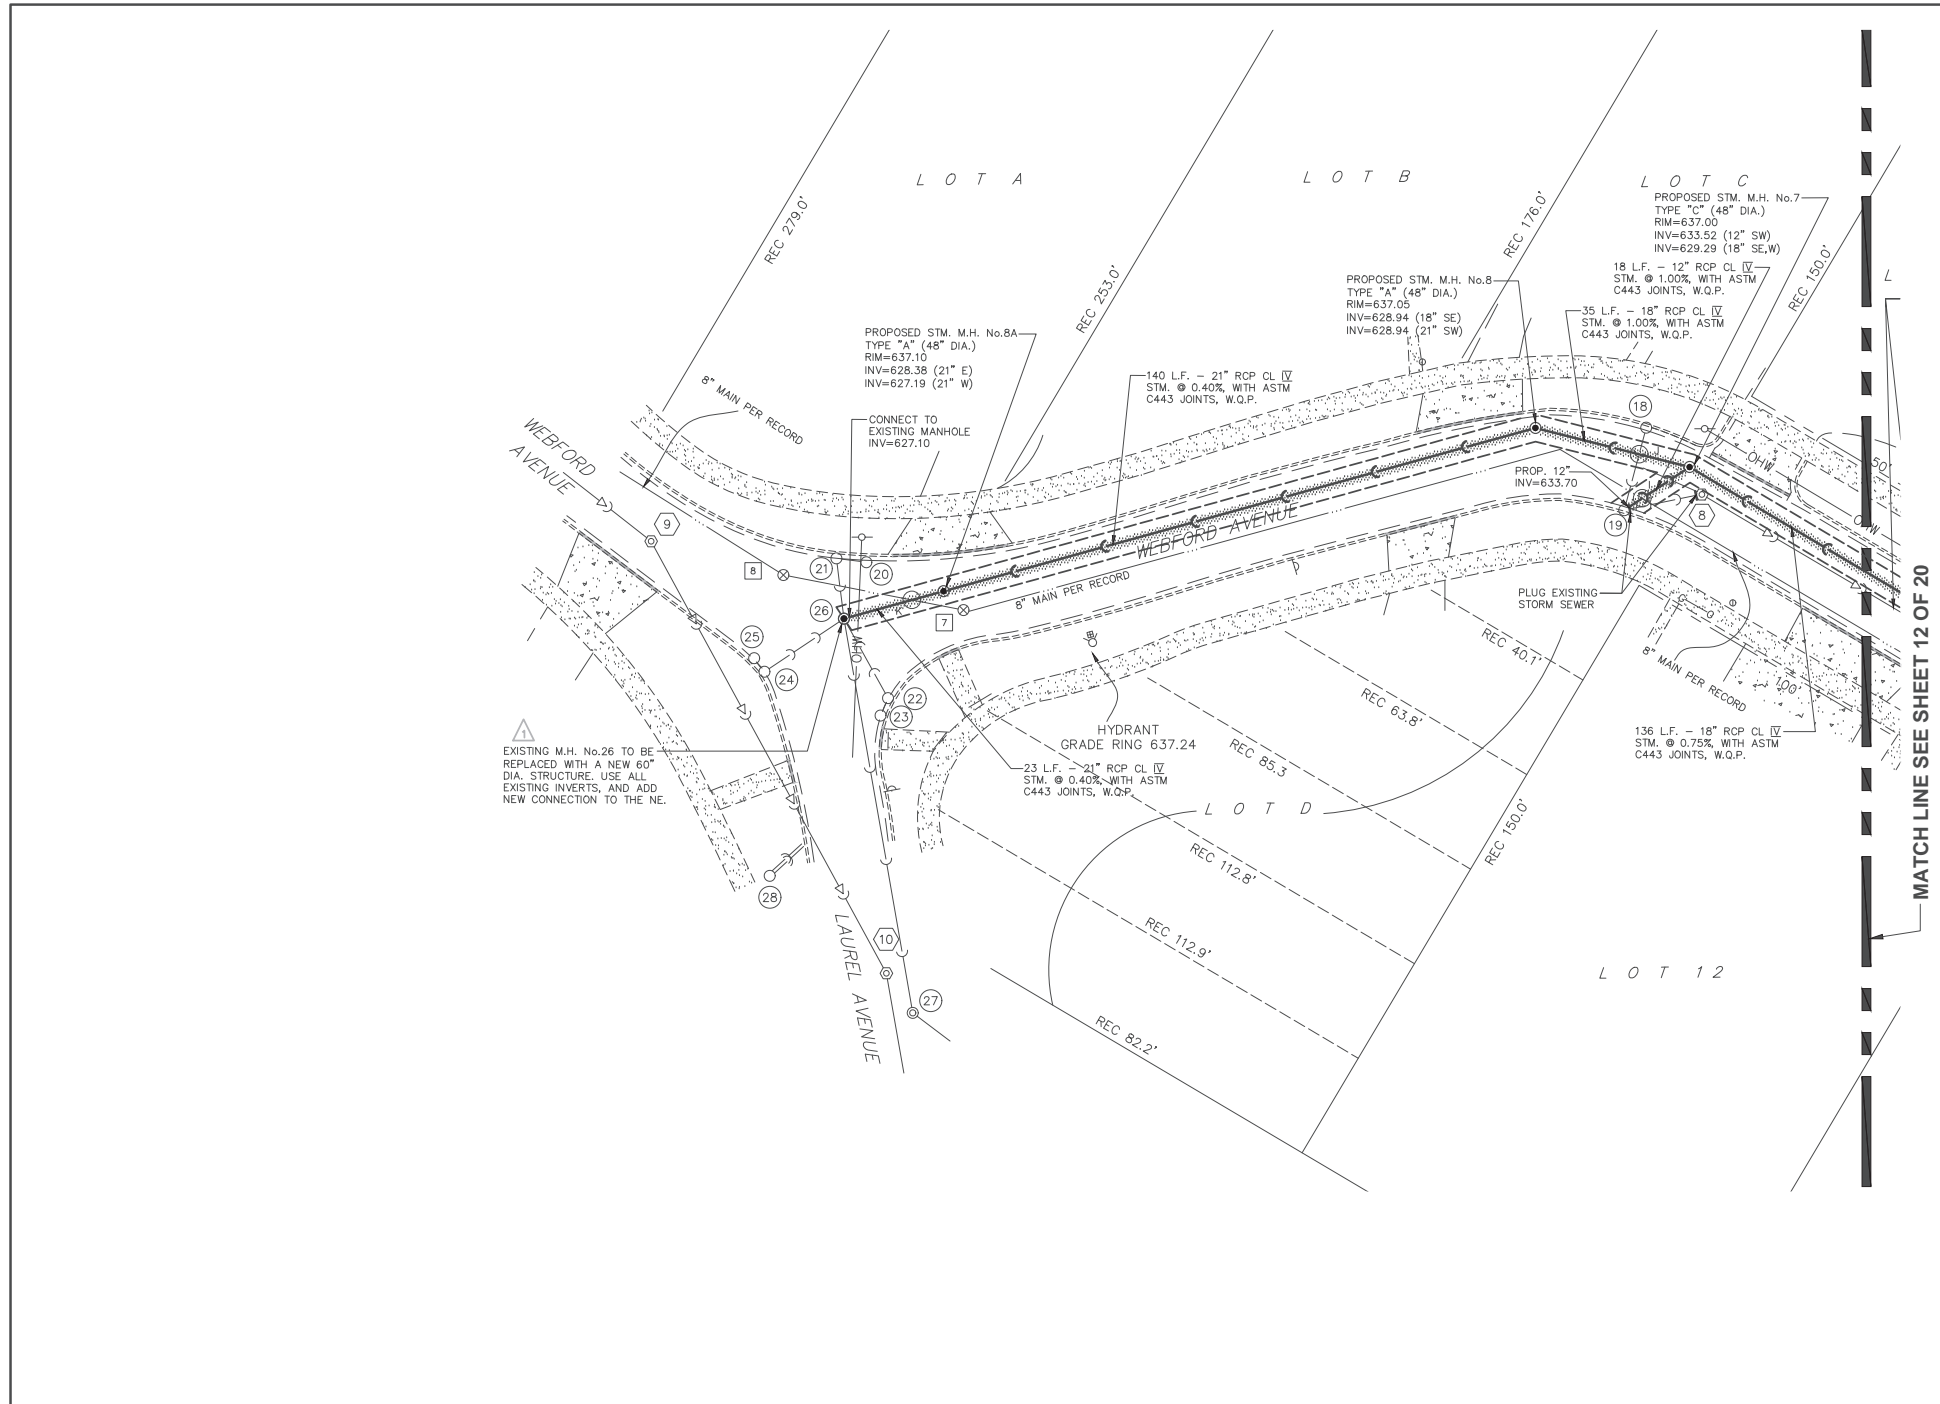 LOT A
LOT B
LOT C
REC 279.0'
REC 253.0'
REC 176.0'
REC 150.0'
L
PROPOSED STM. M.H. No.7
TYPE "C" (48" DIA.)
RIM=637.00
INV=633.52 (12" SW)
INV=629.29 (18" SE,W)
18 L.F. - 12" RCP CL IV
STM. @ 1.00%, WITH ASTM
C443 JOINTS, W.Q.P.
PROPOSED STM. M.H. No.8
TYPE "A" (48" DIA.)
RIM=637.05
INV=628.94 (18" SE)
INV=628.94 (21" SW)
35 L.F. - 18" RCP CL IV
STM. @ 1.00%, WITH ASTM
C443 JOINTS, W.Q.P.
PROPOSED STM. M.H. No.8A
TYPE "A" (48" DIA.)
RIM=637.10
INV=628.38 (21" E)
INV=627.19 (21" W)
140 L.F. - 21" RCP CL IV
STM. @ 0.40%, WITH ASTM
C443 JOINTS, W.Q.P.
8" MAIN PER RECORD
CONNECT TO
EXISTING MANHOLE
INV=627.10
WEBFORD
AVENUE
18
OHW
50'
PROP. 12"
INV=633.70
WEBFORD AVENUE
9
19
8
OHW
8
21
20
8" MAIN PER RECORD
26
7
PLUG EXISTING
STORM SEWER
G
G
25
24
22
23
REC 40.1'
REC 63.8'
REC 85.3
8" MAIN PER RECORD
100'
HYDRANT
GRADE RING 637.24
1
EXISTING M.H. No.26 TO BE
REPLACED WITH A NEW 60"
DIA. STRUCTURE. USE ALL
EXISTING INVERTS, AND ADD
NEW CONNECTION TO THE NE.
23 L.F. - 21" RCP CL IV
STM. @ 0.40%, WITH ASTM
C443 JOINTS, W.Q.P.
136 L.F. - 18" RCP CL IV
STM. @ 0.75%, WITH ASTM
C443 JOINTS, W.Q.P.
LOT D
REC 150.0'
REC 112.8'
REC 112.9'
28
10
LAUREL AVENUE
27
REC 82.2'
LOT 12
MATCH LINE SEE SHEET 12 OF 20